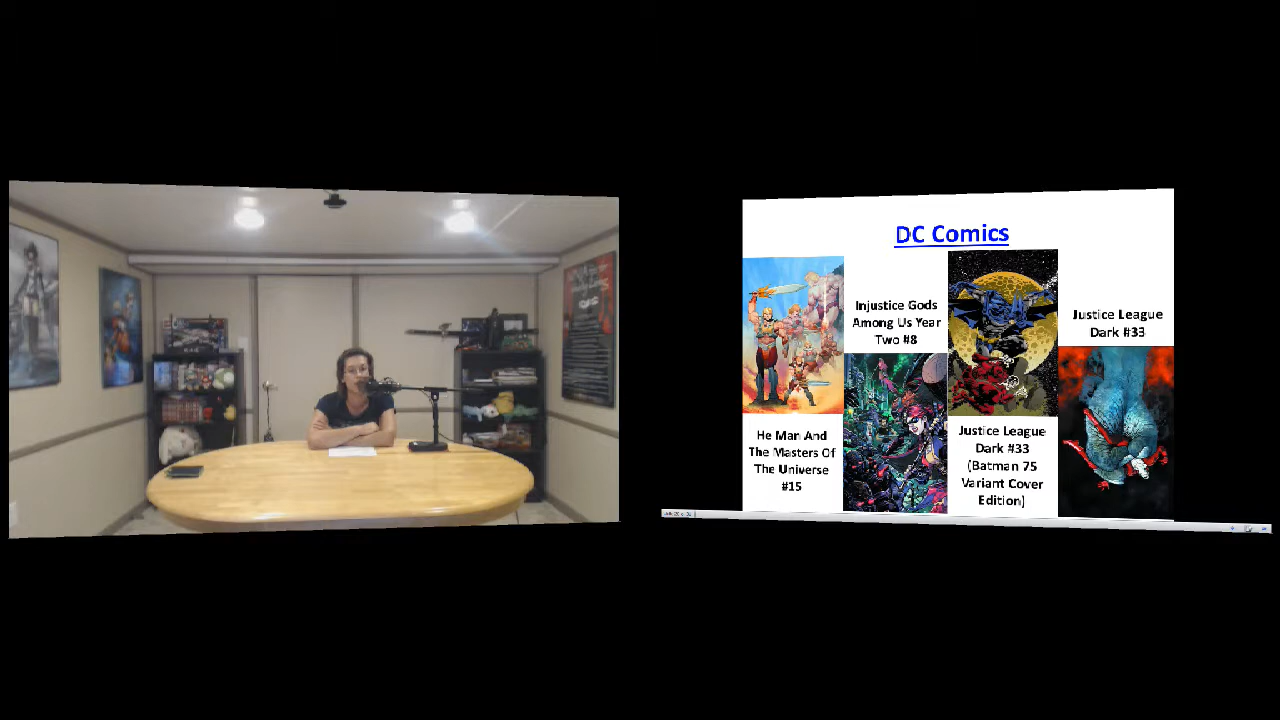 DC Comics
Injustice Gods
Among Us Year
Two #8
Justice League
Dark #33
He Man And
The Masters Of
The Universe
#15
Justice League
Dark #33
(Batman 75
Variant Cover
Edition)